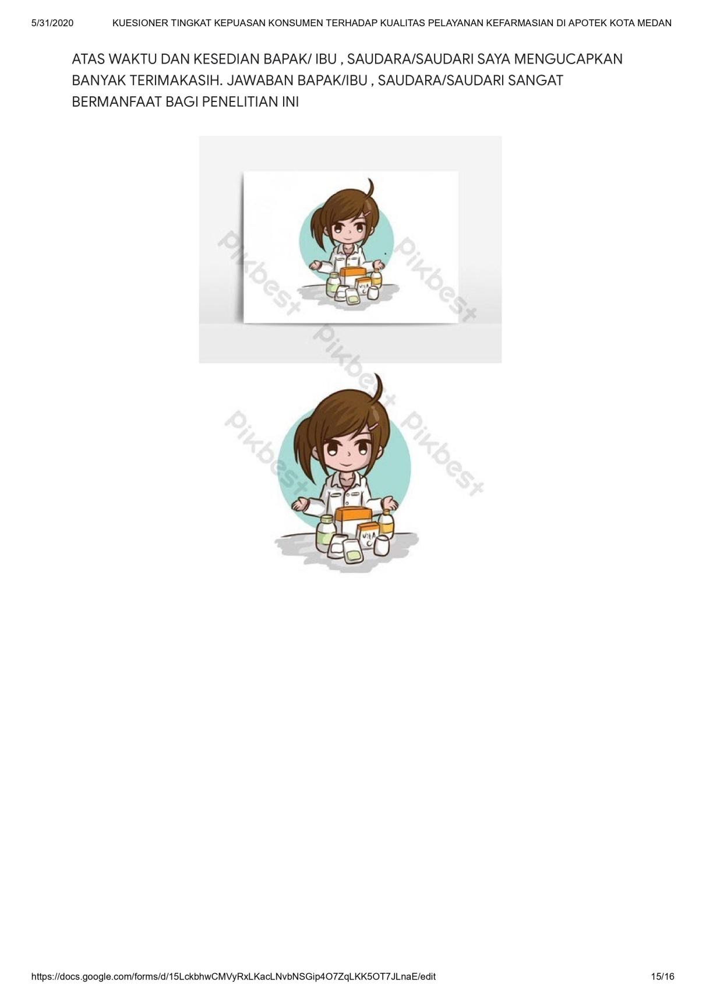 5/31/2020 KUESIONER TINGKAT KEPUASAN KONSUMEN TERHADAP KUALITAS PELAYANAN KEFARMASIAN DI APOTEK KOTA MEDAN
ATAS WAKTU DAN KESEDIAN BAPAK/ IBU , SAUDARA/SAUDARI SAYA MENGUCAPKAN
BANYAK TERIMAKASIH. JAWABAN BAPAK/IBU , SAUDARA/SAUDARI SANGAT
BERMANFAAT BAGI PENELITIAN INI
Pikbest
Pikbest
VitA
C
Pikbest
Pikbest
Pikbest
VitA
C
https://docs.google.com/forms/d/15LckbhwCMVyRxLKacLNvbNSGip4O7ZqLKK5OT7JLnaE/edit 15/16